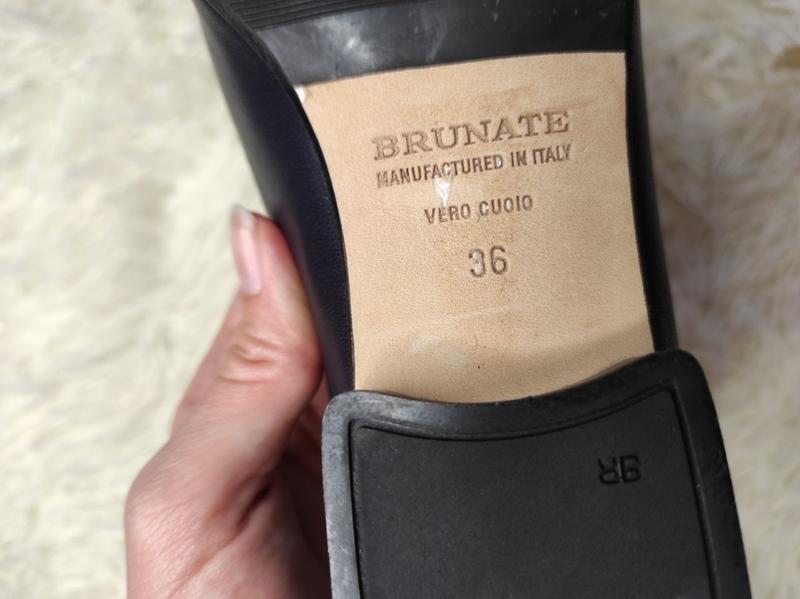 BRUNATE
MANUFACTURED IN ITALY
VERO CUOIO
36
BR